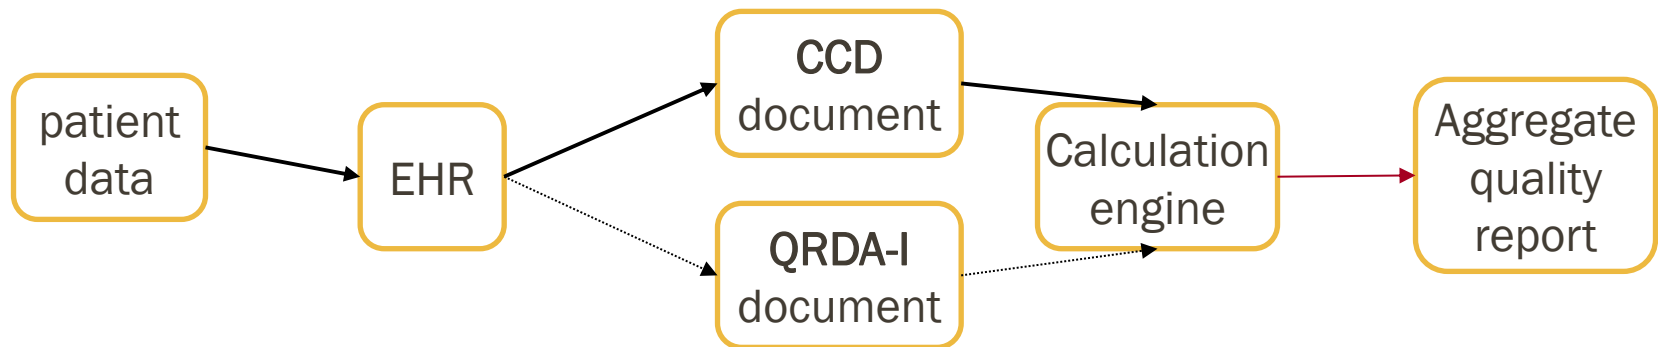 patient
data
EHR
CCD
document
QRDA-I
document
Calculation
engine
Aggregate
quality
report